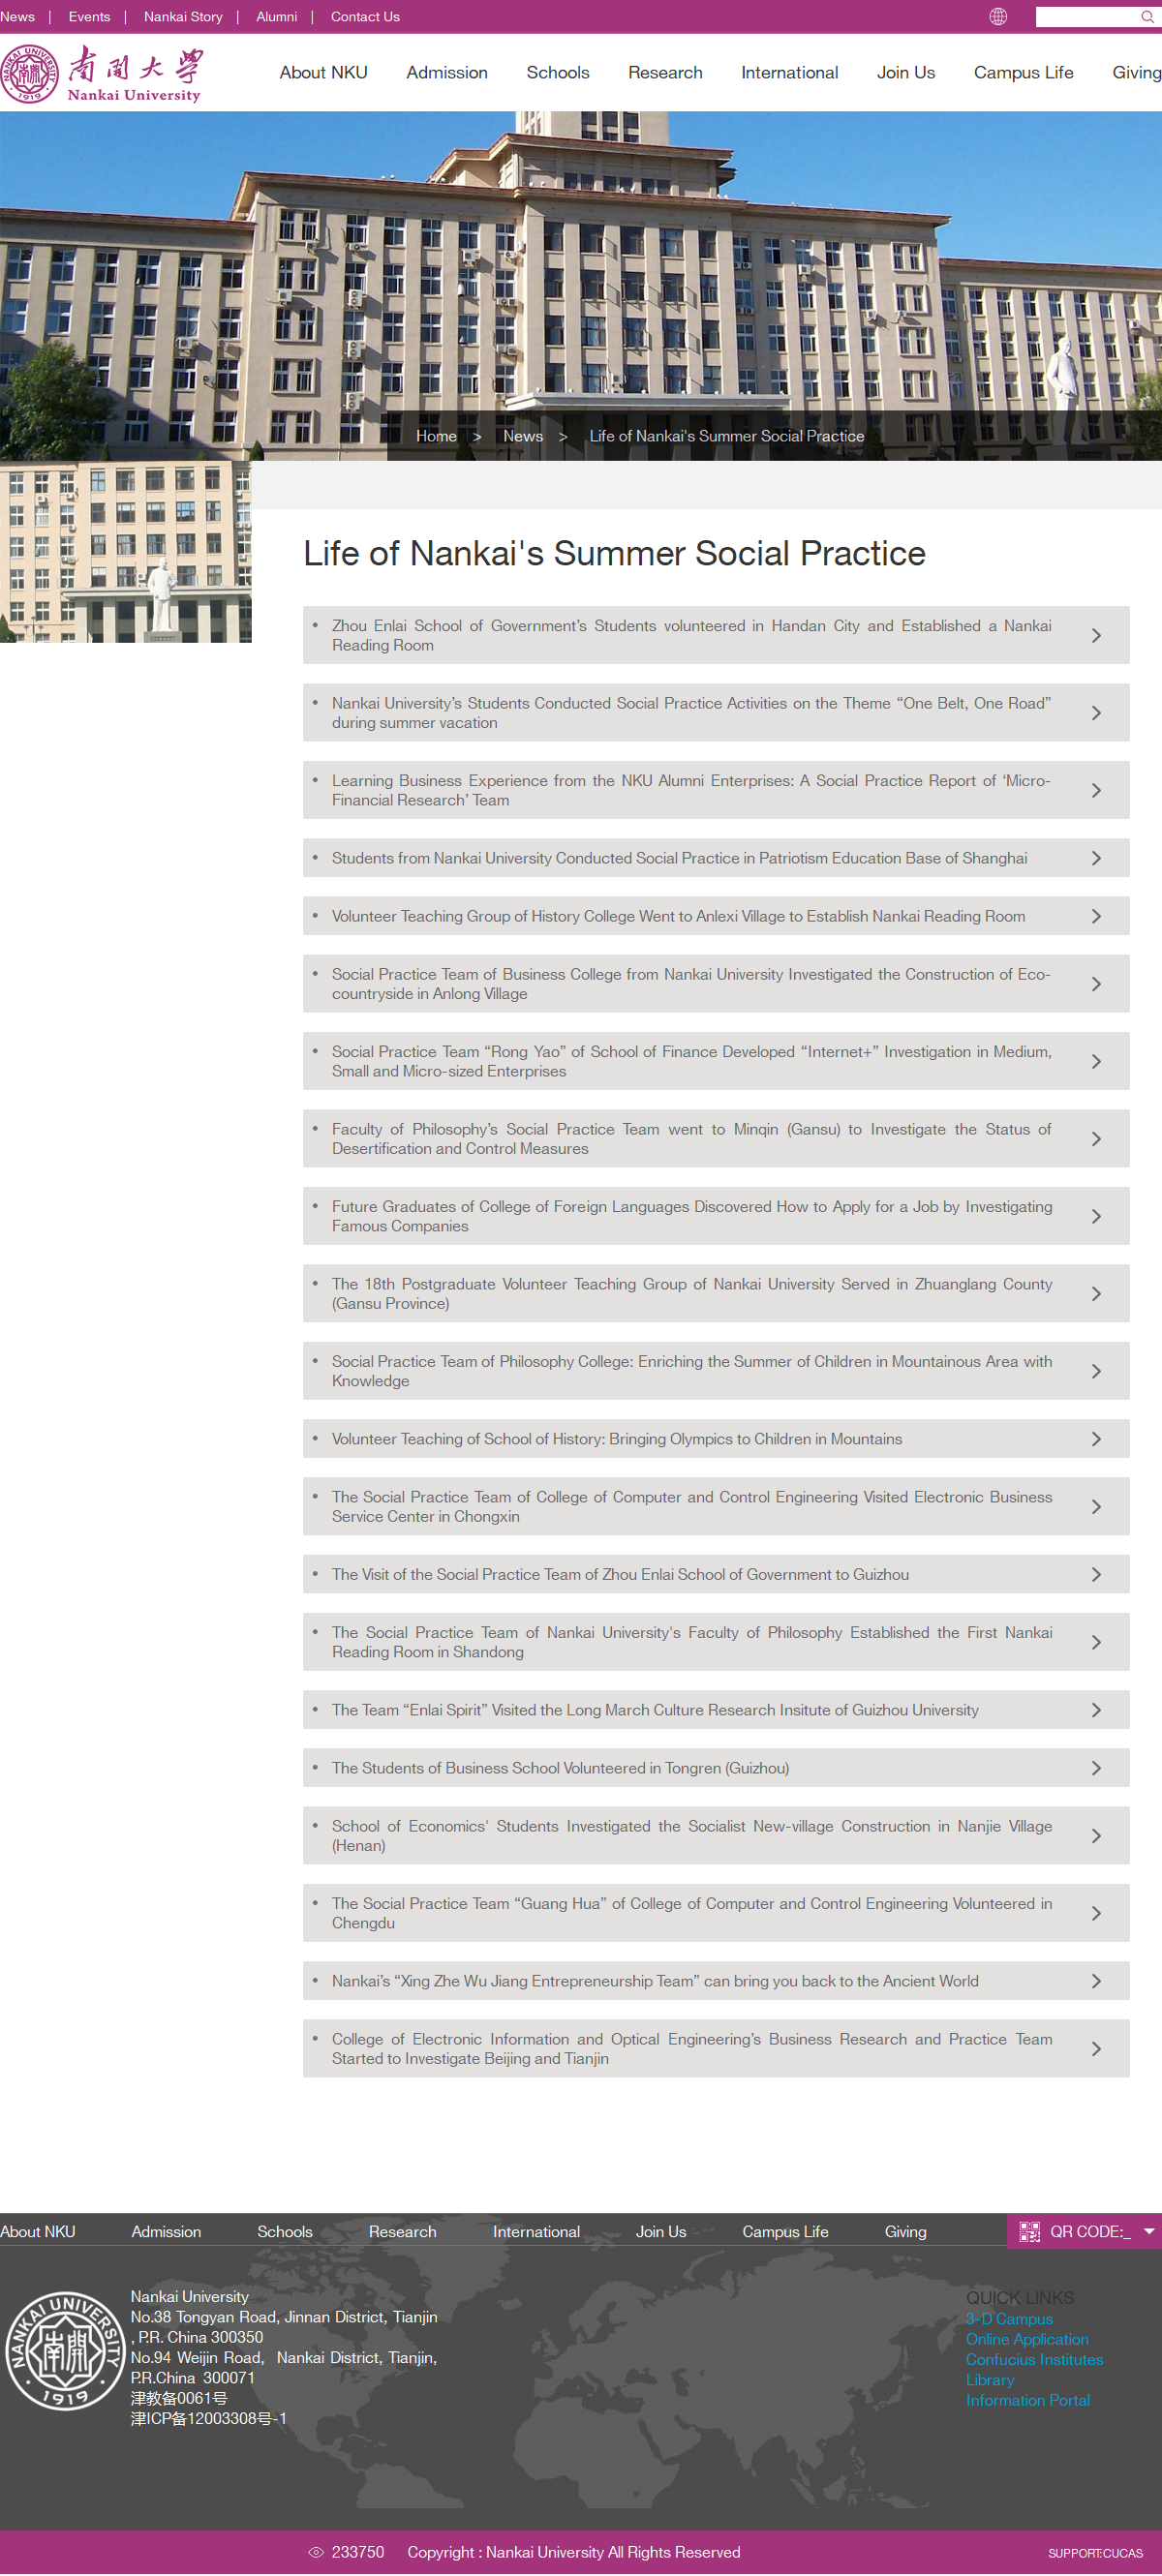 News | Events | Nankai Story | Alumni | Contact Us
南開大學
Nankai University
About NKU Admission Schools Research International Join Us Campus Life Giving
Home > News > Life of Nankai's Summer Social Practice
Life of Nankai's Summer Social Practice
• Zhou Enlai School of Government’s Students volunteered in Handan City and Established a Nankai
Reading Room
• Nankai University’s Students Conducted Social Practice Activities on the Theme “One Belt, One Road”
during summer vacation
• Learning Business Experience from the NKU Alumni Enterprises: A Social Practice Report of ‘Micro-
Financial Research’ Team
• Students from Nankai University Conducted Social Practice in Patriotism Education Base of Shanghai
• Volunteer Teaching Group of History College Went to Anlexi Village to Establish Nankai Reading Room
• Social Practice Team of Business College from Nankai University Investigated the Construction of Eco-
countryside in Anlong Village
• Social Practice Team “Rong Yao” of School of Finance Developed “Internet+” Investigation in Medium,
Small and Micro-sized Enterprises
• Faculty of Philosophy’s Social Practice Team went to Minqin (Gansu) to Investigate the Status of
Desertification and Control Measures
• Future Graduates of College of Foreign Languages Discovered How to Apply for a Job by Investigating
Famous Companies
• The 18th Postgraduate Volunteer Teaching Group of Nankai University Served in Zhuanglang County
(Gansu Province)
• Social Practice Team of Philosophy College: Enriching the Summer of Children in Mountainous Area with
Knowledge
• Volunteer Teaching of School of History: Bringing Olympics to Children in Mountains
• The Social Practice Team of College of Computer and Control Engineering Visited Electronic Business
Service Center in Chongxin
• The Visit of the Social Practice Team of Zhou Enlai School of Government to Guizhou
• The Social Practice Team of Nankai University's Faculty of Philosophy Established the First Nankai
Reading Room in Shandong
• The Team “Enlai Spirit” Visited the Long March Culture Research Insitute of Guizhou University
• The Students of Business School Volunteered in Tongren (Guizhou)
• School of Economics' Students Investigated the Socialist New-village Construction in Nanjie Village
(Henan)
• The Social Practice Team “Guang Hua” of College of Computer and Control Engineering Volunteered in
Chengdu
• Nankai’s “Xing Zhe Wu Jiang Entrepreneurship Team” can bring you back to the Ancient World
• College of Electronic Information and Optical Engineering’s Business Research and Practice Team
Started to Investigate Beijing and Tianjin
About NKU Admission Schools Research International Join Us Campus Life Giving QR CODE:_
NANKAI UNIVERSITY
1919
Nankai University
No.38 Tongyan Road, Jinnan District, Tianjin
, P.R. China 300350
No.94 Weijin Road, Nankai District, Tianjin,
P.R.China 300071
津教备0061号
津ICP备12003308号-1
QUICK LINKS
3-D Campus
Online Application
Confucius Institutes
Library
Information Portal
233750 Copyright : Nankai University All Rights Reserved
SUPPORT:CUCAS